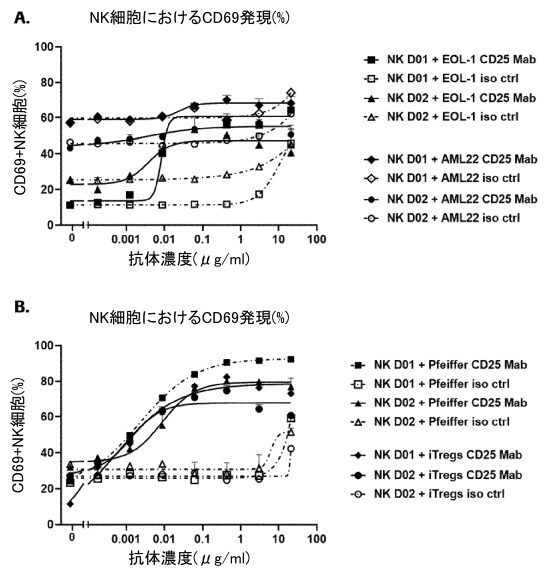 A.
NK細胞におけるCD69発現(%)
CD69+NK細胞(%)
100
80
60
40
20
0
0
0.001
0.01
0.1
1
10
100
抗体濃度(μg/ml)
NK D01 + EOL-1 CD25 Mab
NK D01 + EOL-1 iso ctrl
NK D02 + EOL-1 CD25 Mab
NK D02 + EOL-1 iso ctrl
NK D01 + AML22 CD25 Mab
NK D01 + AML22 iso ctrl
NK D02 + AML22 CD25 Mab
NK D02 + AML22 iso ctrl
B.
NK細胞におけるCD69発現(%)
CD69+NK細胞(%)
100
80
60
40
20
0
0
0.001
0.01
0.1
1
10
100
抗体濃度(μg/ml)
NK D01 + Pfeiffer CD25 Mab
NK D01 + Pfeiffer iso ctrl
NK D02 + Pfeiffer CD25 Mab
NK D02 + Pfeiffer iso ctrl
NK D01 + iTregs CD25 Mab
NK D02 + iTregs CD25 Mab
NK D02 + iTregs iso ctrl